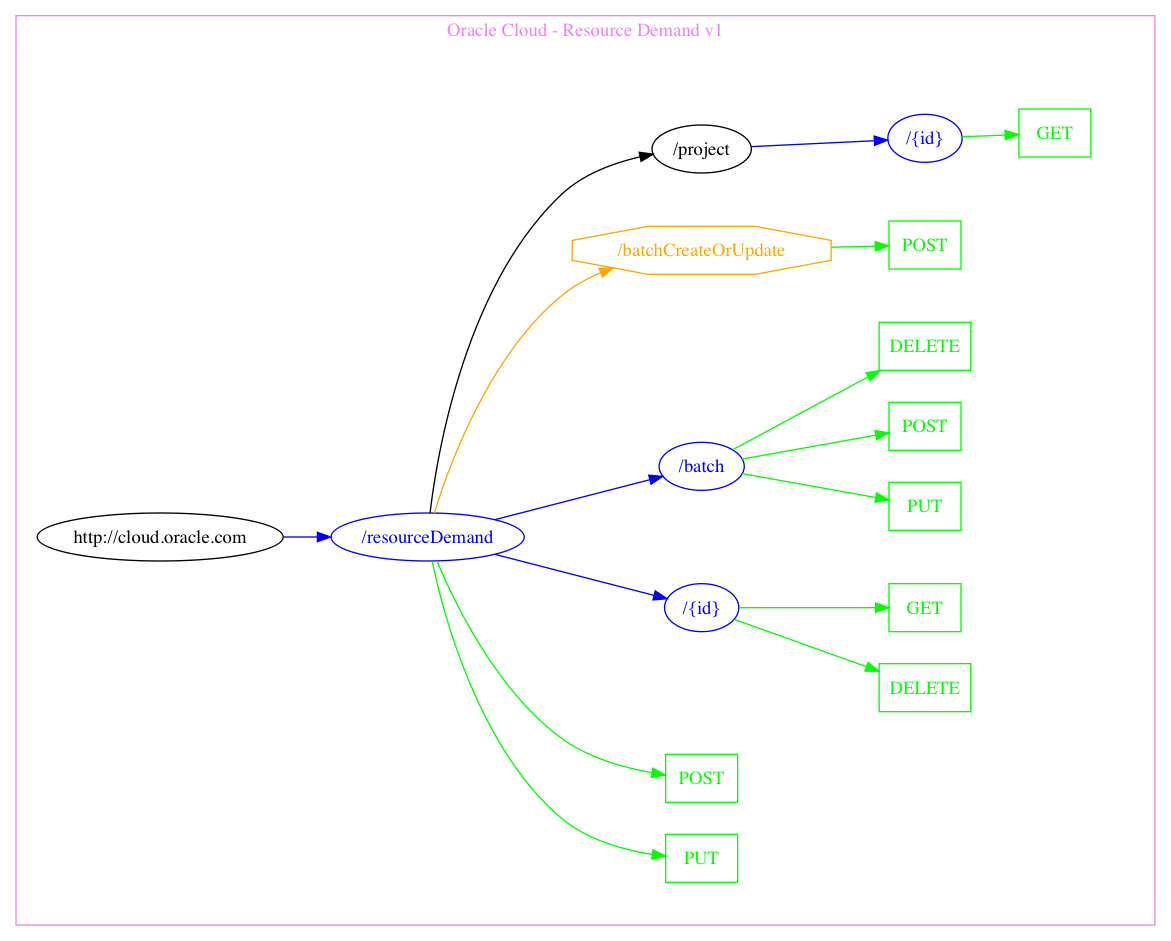 Oracle Cloud - Resource Demand v1
/project
/{id}
GET
/batchCreateOrUpdate
POST
DELETE
POST
/batch
PUT
http://cloud.oracle.com
/resourceDemand
/{id}
GET
DELETE
POST
PUT